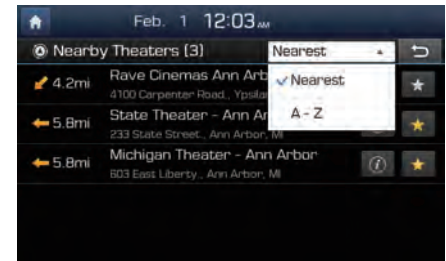 Feb. 1 12:03 AM
Nearby Theaters (3)
Nearest
4.2mi
Rave Cinemas Ann Arb
4100 Carpenter Road., Ypsilan
Nearest
A - Z
5.8mi
State Theater - Ann Ar
233 State Street., Ann Arbor, MI
5.8mi
Michigan Theater - Ann Arbor
603 East Liberty., Ann Arbor, MI